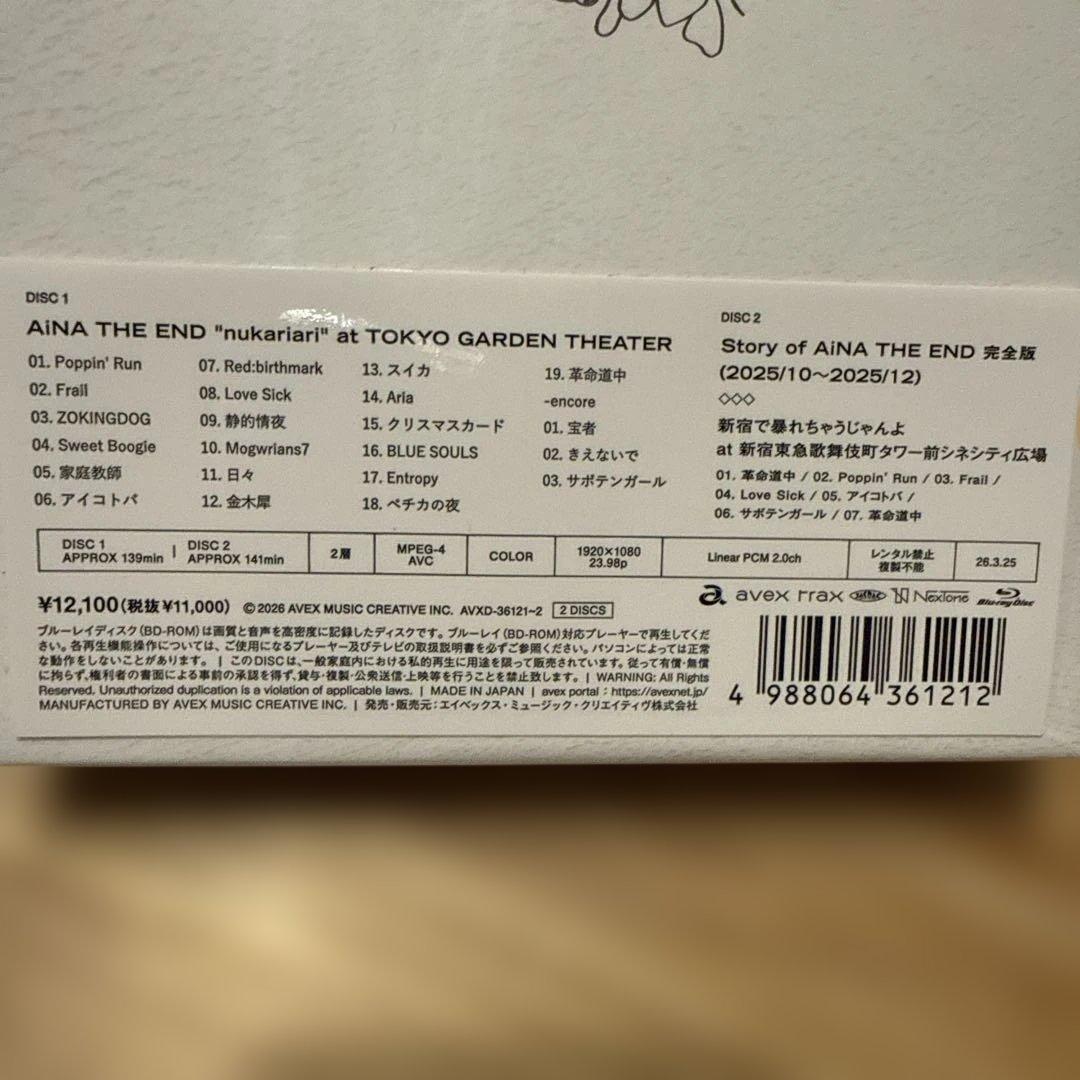 DISC 1
AiNA THE END "nukariari" at TOKYO GARDEN THEATER
01. Poppin' Run
02. Frail
03. ZOKINGDOG
04. Sweet Boogie
05. 家庭教師
06. アイコトバ
07. Red:birthmark
08. Love Sick
09. 静的情夜
10. Mogwrians7
11. 日々
12. 金木犀
13. スイカ
14. Aria
15. クリスマスカード
16. BLUE SOULS
17. Entropy
18. ペチカの夜
19. 革命道中
-encore
01. 宝者
02. きえないで
03. サボテンガール
DISC 2
Story of AiNA THE END 完全版
(2025/10〜2025/12)
◇◇◇
新宿で暴れちゃうじゃんよ
at 新宿東急歌舞伎町タワー前シネシティ広場
01. 革命道中 / 02. Poppin' Run / 03. Frail /
04. Love Sick / 05. アイコトバ /
06. サボテンガール / 07. 革命道中
DISC 1 APPROX 139min | DISC 2 APPROX 141min
2層
MPEG-4 AVC
COLOR
1920×1080 23.98p
Linear PCM 2.0ch
レンタル禁止 複製不能
26.3.25
¥12,100(税抜¥11,000) ©2026 AVEX MUSIC CREATIVE INC. AVXD-36121~2 2 DISCS
avex trax NexTone Blu-ray Disc
ブルーレイディスク(BD-ROM)は画質と音声を高密度に記録したディスクです。ブルーレイ(BD-ROM)対応プレーヤーで再生してくだ
さい。各再生機能操作については、ご使用になるプレーヤー及びテレビの取扱説明書を必ずご参照ください。パソコンによっては正常
な動作をしないことがあります。 | このDISCは、一般家庭内における私的再生に用途を限って販売されています。従って有償・無償
に拘らず、権利者の書面による事前の承認を得ず、貸与・複製・公衆送信・上映等を行うことを禁止致します。 | WARNING: All Rights
Reserved. Unauthorized duplication is a violation of applicable laws. | MADE IN JAPAN | avex portal : https://avexnet.jp/
MANUFACTURED BY AVEX MUSIC CREATIVE INC. | 発売・販売元:エイベックス・ミュージック・クリエイティヴ株式会社
4 988064 361212